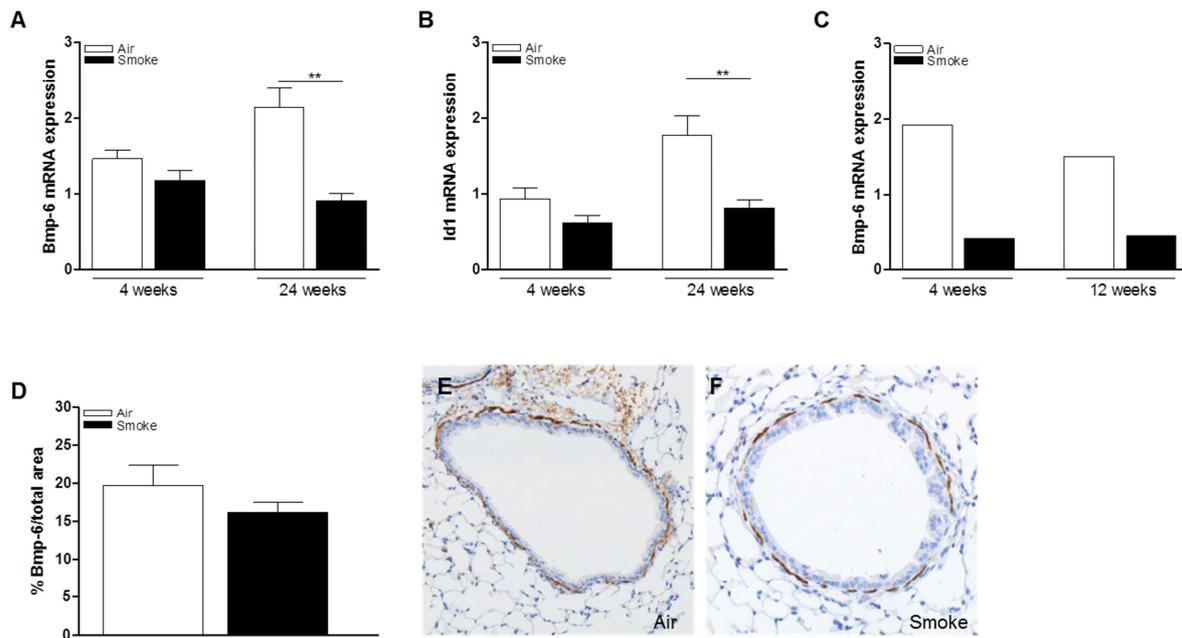 A
Bmp-6 mRNA expression
3
2
1
0
Air
Smoke
**
4 weeks
24 weeks
B
Id1 mRNA expression
3
2
1
0
Air
Smoke
**
4 weeks
24 weeks
C
Bmp-6 mRNA expression
3
2
1
0
Air
Smoke
4 weeks
12 weeks
D
% Bmp-6/total area
30
25
20
15
10
5
0
Air
Smoke
E
Air
F
Smoke